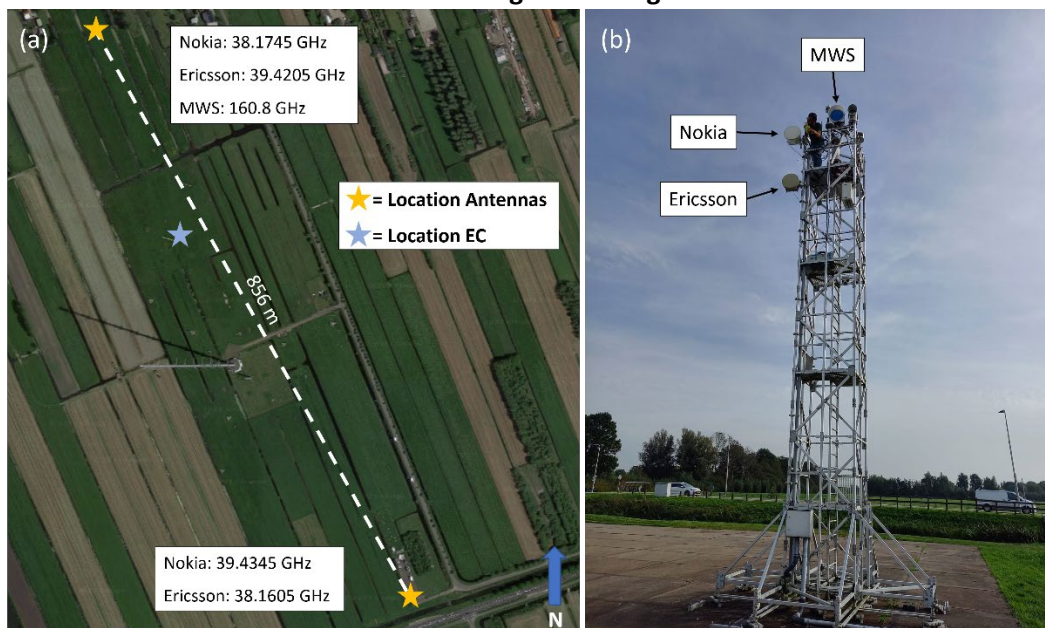 (a)
Nokia: 38.1745 GHz
Ericsson: 39.4205 GHz
MWS: 160.8 GHz
= Location Antennas
= Location EC
856 m
Nokia: 39.4345 GHz
Ericsson: 38.1605 GHz
N
(b)
MWS
Nokia
Ericsson